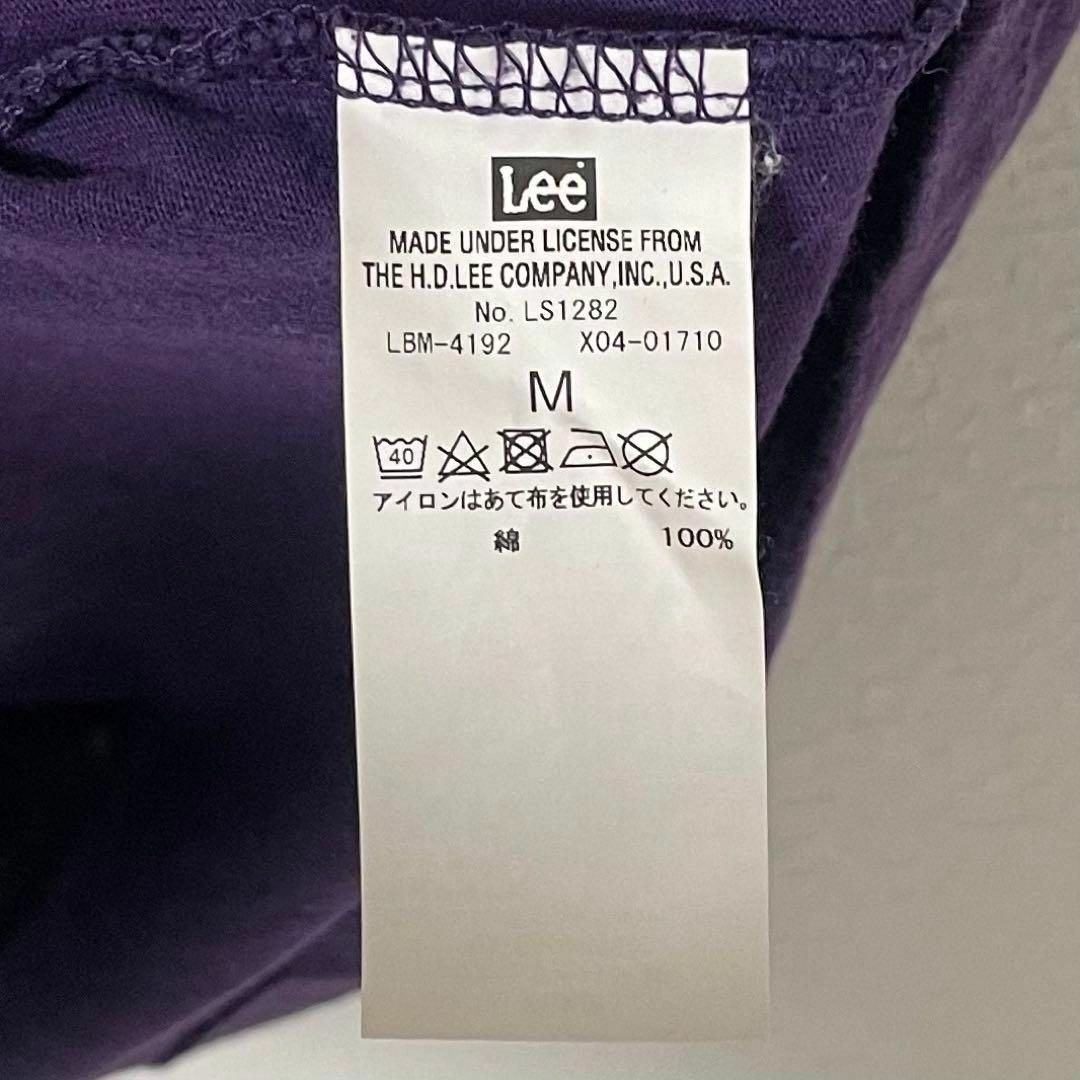 Lee
MADE UNDER LICENSE FROM
THE H.D.LEE COMPANY,INC.,U.S.A.
No. LS1282
LBM-4192 X04-01710
M
40
アイロンはあて布を使用してください。
綿 100%